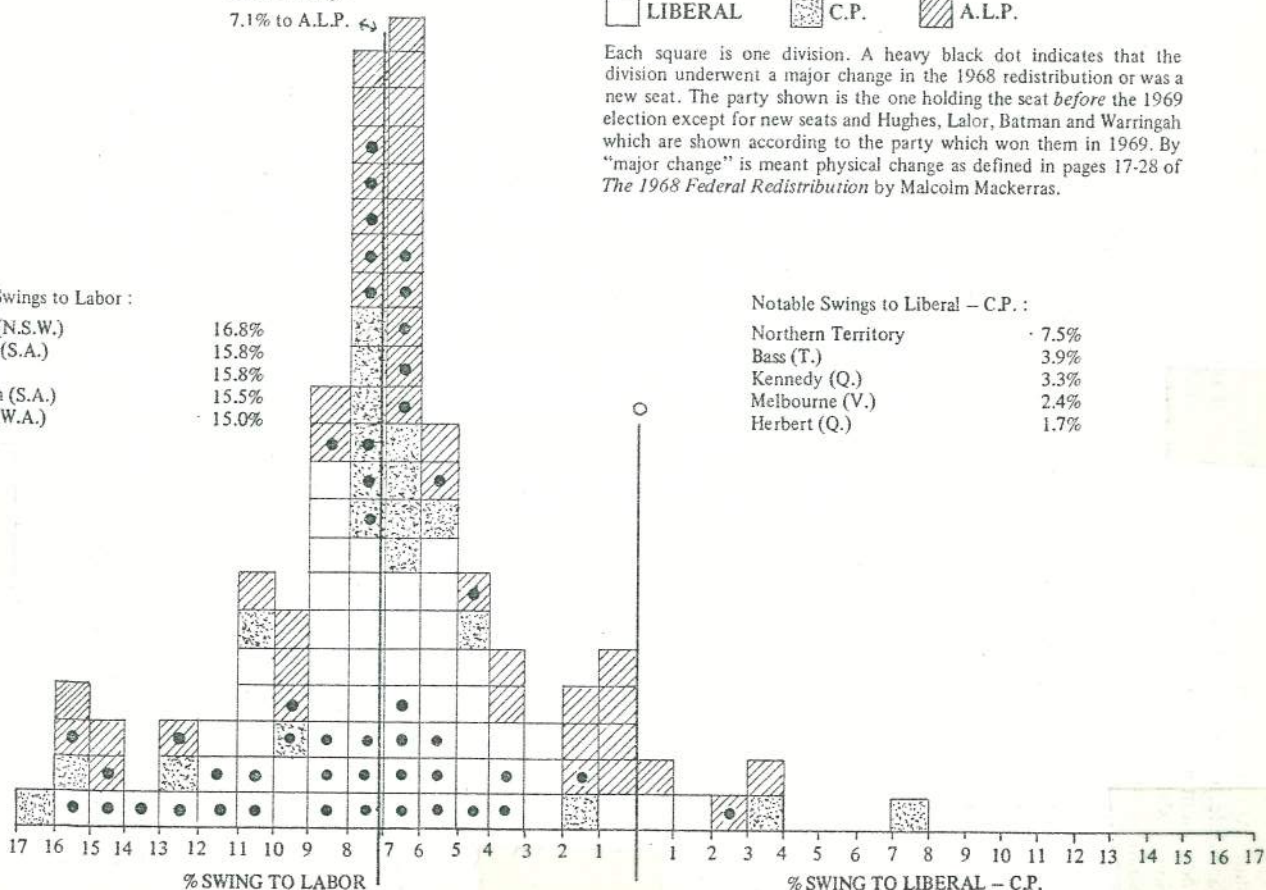 7.1% to A.L.P.
LIBERAL C.P. A.L.P.
Each square is one division. A heavy black dot indicates that the
division underwent a major change in the 1968 redistribution or was a
new seat. The party shown is the one holding the seat before the 1969
election except for new seats and Hughes, Lalor, Batman and Warringah
which are shown according to the party which won them in 1969. By
"major change" is meant physical change as defined in pages 17-28 of
The 1968 Federal Redistribution by Malcolm Mackerras.
Swings to Labor :
(N.S.W.) 16.8%
(S.A.) 15.8%
15.8%
(S.A.) 15.5%
W.A.) 15.0%
Notable Swings to Liberal – C.P. :
Northern Territory 7.5%
Bass (T.) 3.9%
Kennedy (Q.) 3.3%
Melbourne (V.) 2.4%
Herbert (Q.) 1.7%
17 16 15 14 13 12 11 10 9 8 7 6 5 4 3 2 1 1 2 3 4 5 6 7 8 9 10 11 12 13 14 15 16 17
% SWING TO LABOR
% SWING TO LIBERAL – C.P.